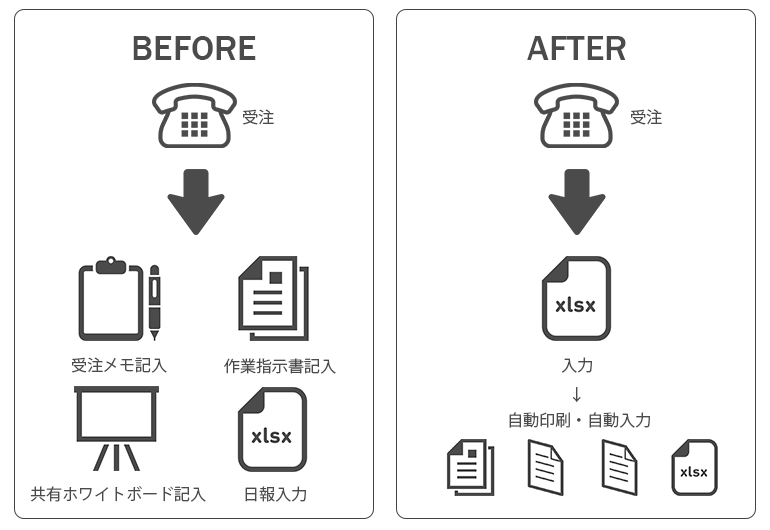 BEFORE
受注
受注メモ記入
作業指示書記入
xlsx
共有ホワイトボード記入
日報入力
AFTER
受注
xlsx
入力
↓
自動印刷・自動入力
xlsx